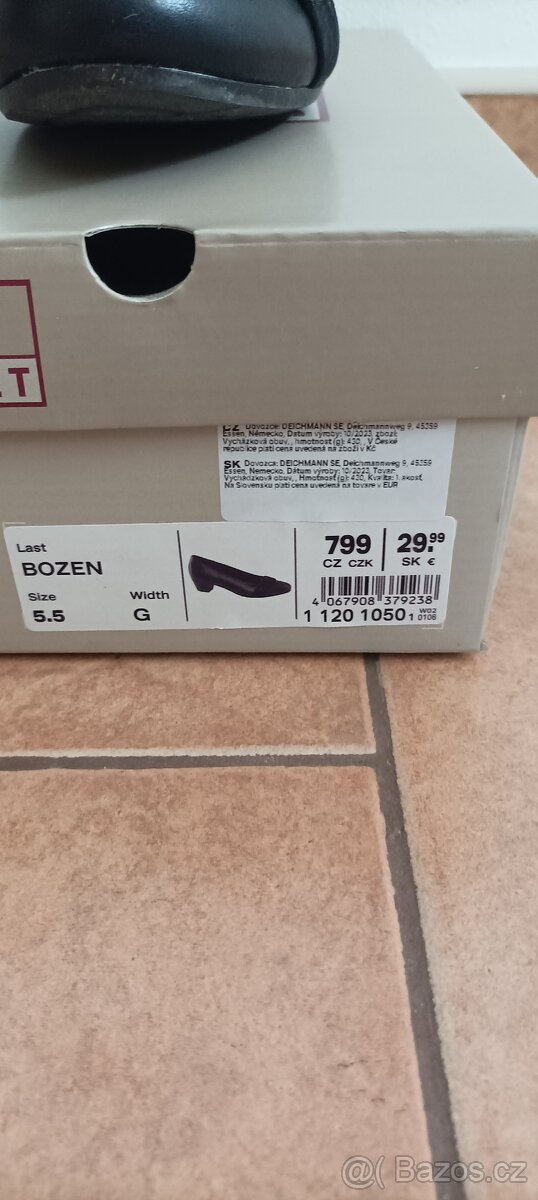 .T
CZ Dovozce: DEICHMANN SE, Deichmannweg 9, 45359
Essen, Německo, Datum výroby: 10/2023, zboží:
Vycházková obuv, , hmotnost (g): 430, , V České
republice platí cena uvedená na zboží v Kč
SK Dovozca: DEICHMANN SE, Deichmannweg 9, 45359
Essen, Nemecko, Dátum výroby: 10/2023, Tovar:
Vychádzková obuv, , Hmotnosť (g): 430, Kvalita: 1.akosť,
Na Slovensku platí cena uvedená na tovare v EUR
Last
BOZEN
Size
5.5
Width
G
799
CZ CZK
29.99
SK €
4 067908 379238
1 120 1050 1 W02 0106
@( ) Bazos.cz